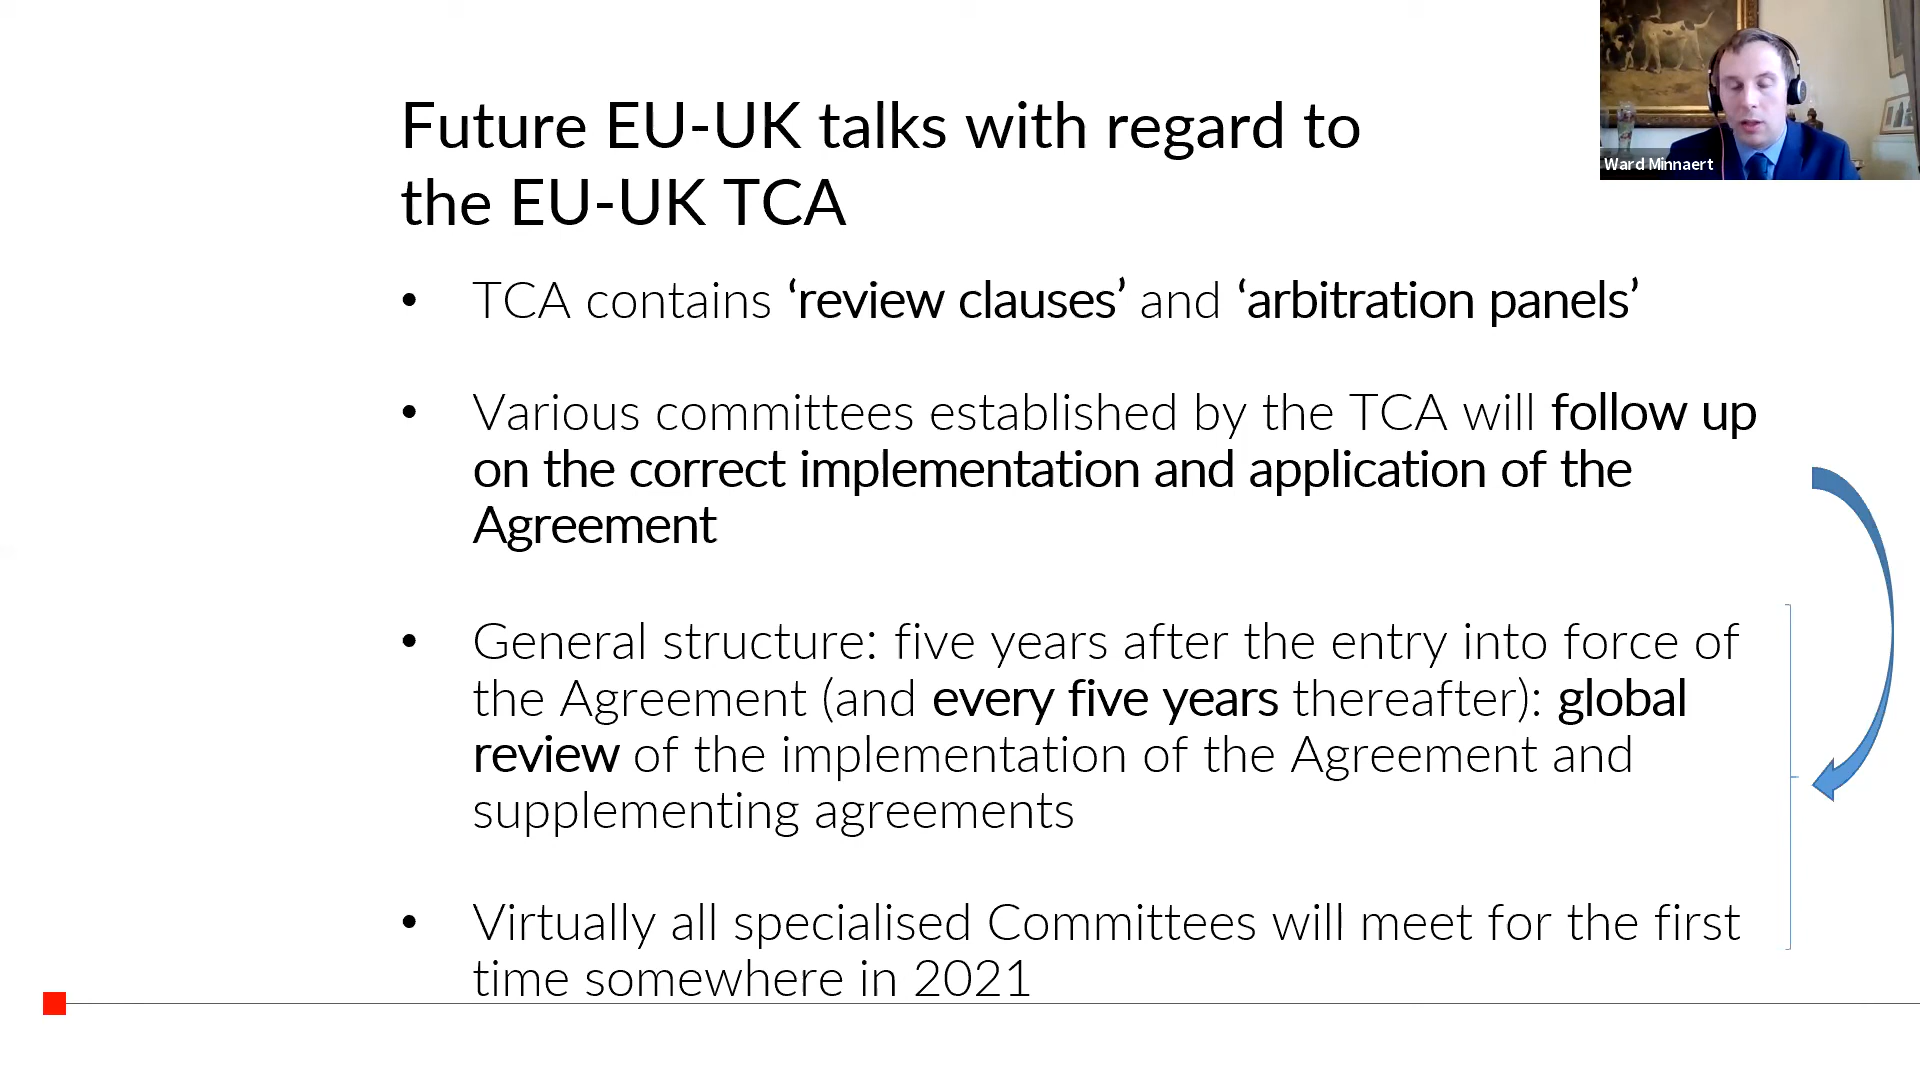 Future EU-UK talks with regard to
the EU-UK TCA
• TCA contains ‘review clauses’ and ‘arbitration panels’
• Various committees established by the TCA will follow up
on the correct implementation and application of the
Agreement
• General structure: five years after the entry into force of
the Agreement (and every five years thereafter): global
review of the implementation of the Agreement and
supplementing agreements
• Virtually all specialised Committees will meet for the first
time somewhere in 2021
Ward Minnaert